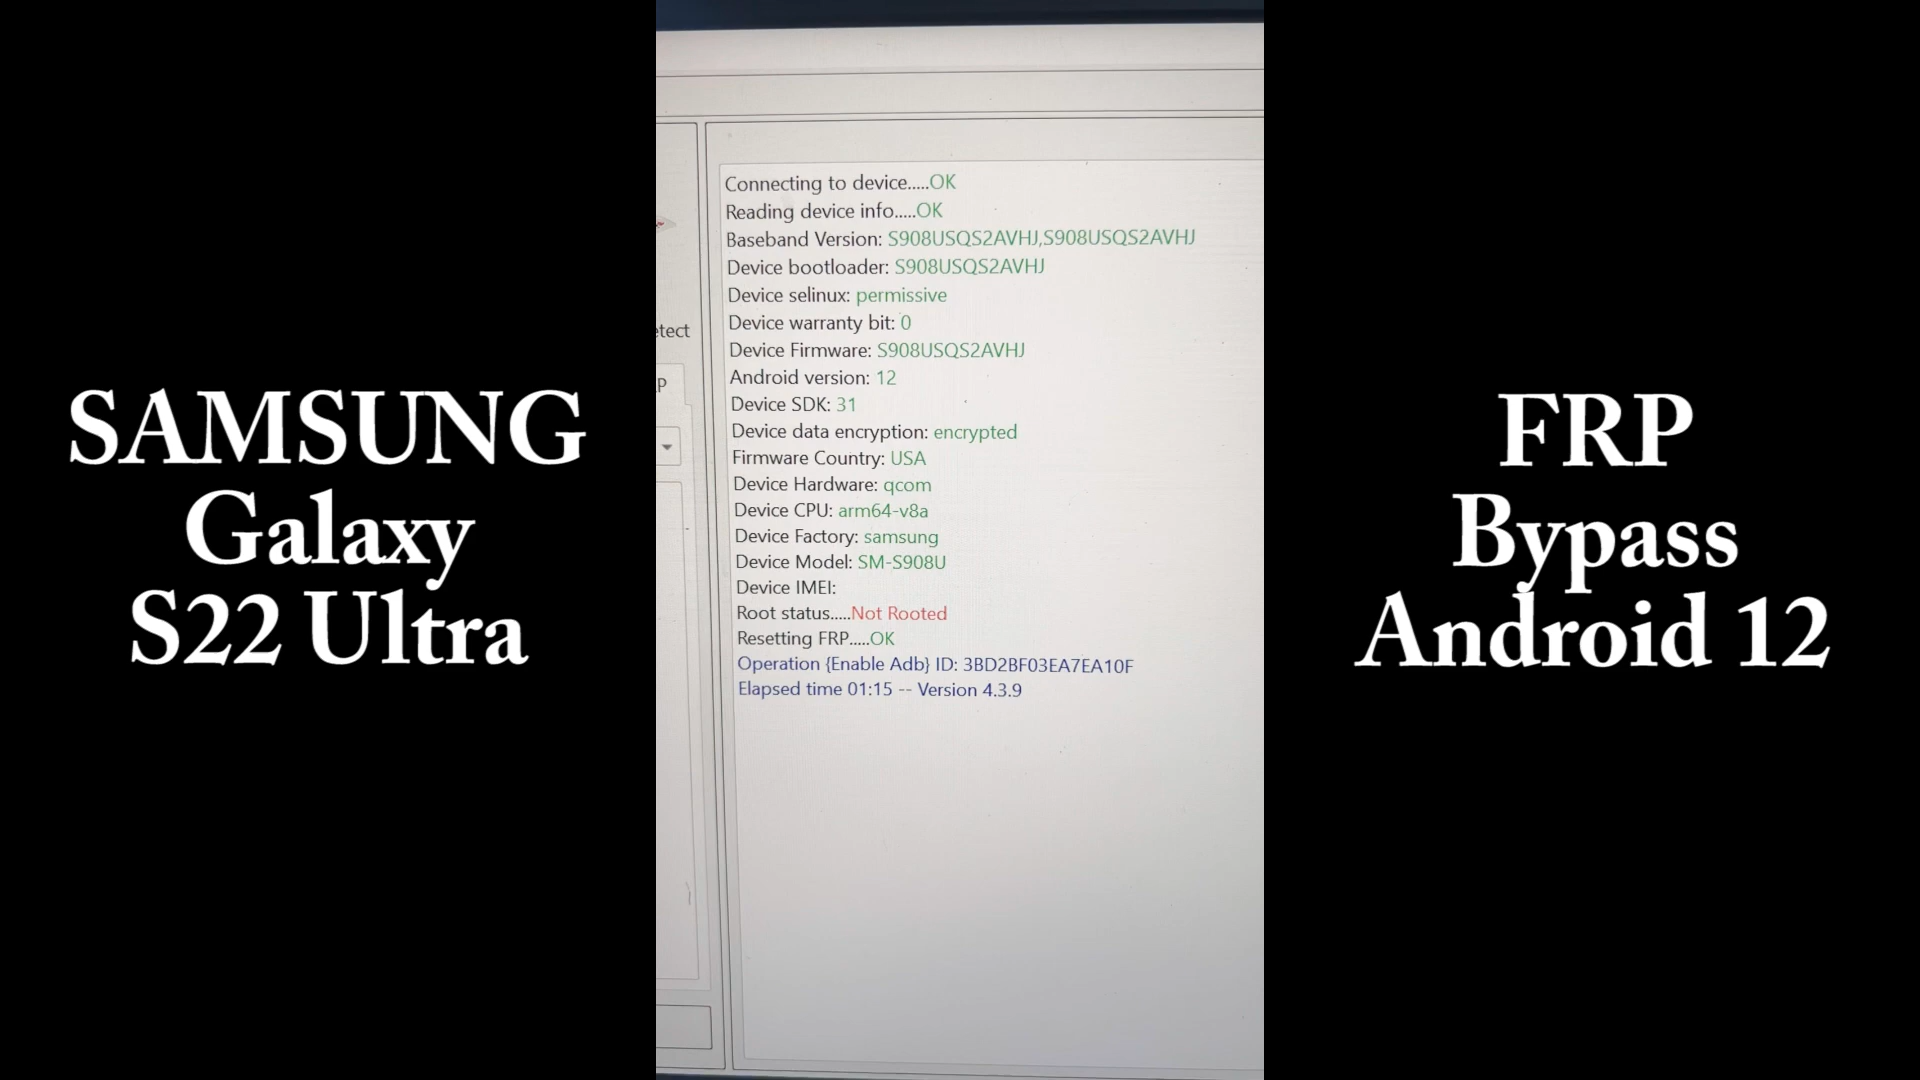 SAMSUNG
Galaxy
S22 Ultra
etect
P
Connecting to device.....OK
Reading device info.....OK
Baseband Version: S908USQS2AVHJ,S908USQS2AVHJ
Device bootloader: S908USQS2AVHJ
Device selinux: permissive
Device warranty bit: 0
Device Firmware: S908USQS2AVHJ
Android version: 12
Device SDK: 31
Device data encryption: encrypted
Firmware Country: USA
Device Hardware: qcom
Device CPU: arm64-v8a
Device Factory: samsung
Device Model: SM-S908U
Device IMEI:
Root status.....Not Rooted
Resetting FRP.....OK
Operation {Enable Adb} ID: 3BD2BF03EA7EA10F
Elapsed time 01:15 -- Version 4.3.9
FRP
Bypass
Android 12